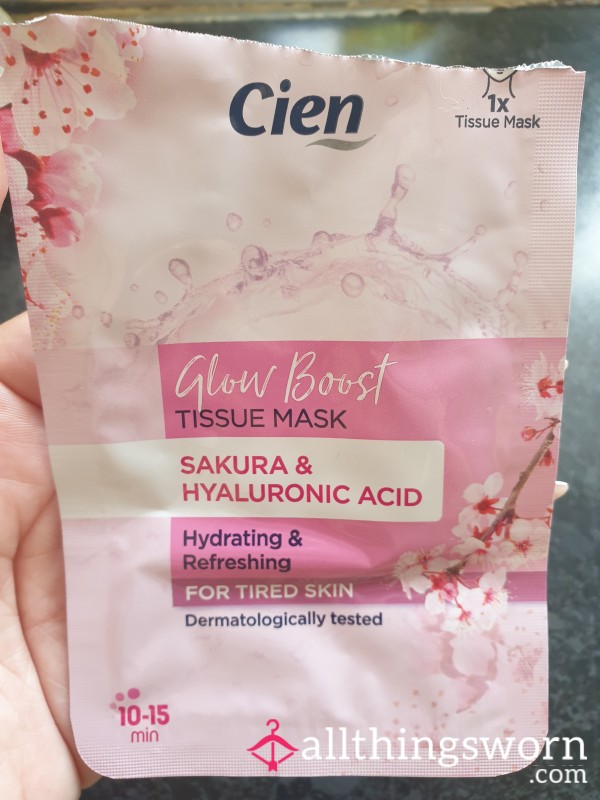 Cien
1x
Tissue Mask
Glow Boost
TISSUE MASK
SAKURA &
HYALURONIC ACID
Hydrating &
Refreshing
FOR TIRED SKIN
Dermatologically tested
10-15
min
allthingsworn
.com